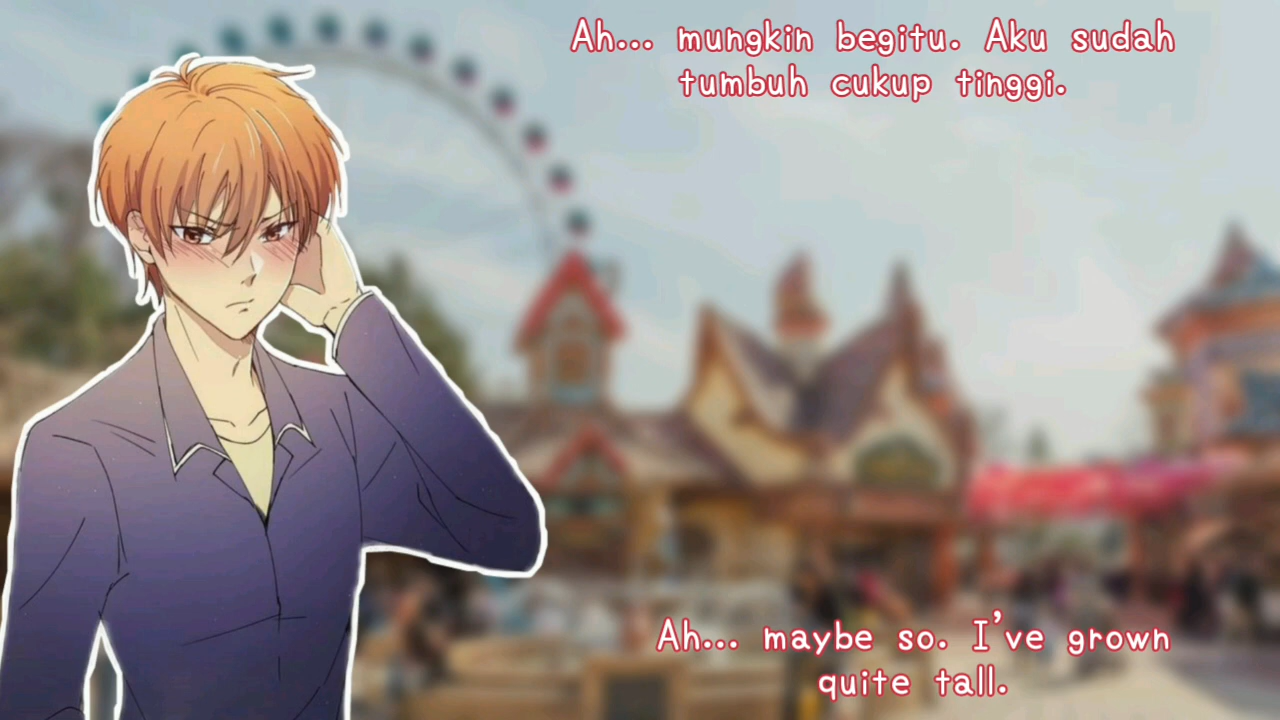 Ah... mungkin begitu. Aku sudah
tumbuh cukup tinggi.
Ah... maybe so. I've grown
quite tall.